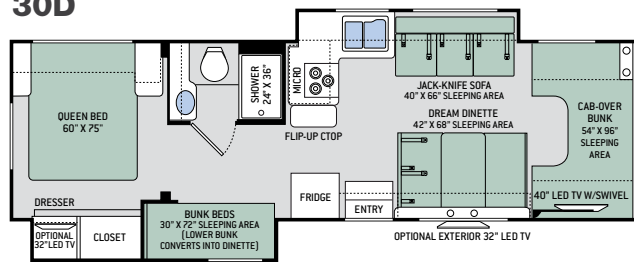 30D
QUEEN BED
60" X 75"
SHOWER
24" X 36"
MICRO
FLIP-UP CTOP
JACK-KNIFE SOFA
40" X 66" SLEEPING AREA
DREAM DINETTE
42" X 68" SLEEPING AREA
CAB-OVER
BUNK
54" X 96"
SLEEPING
AREA
40" LED TV W/SWIVEL
DRESSER
OPTIONAL
32"LED TV
CLOSET
BUNK BEDS
30" X 72" SLEEPING AREA
(LOWER BUNK
CONVERTS INTO DINETTE)
FRIDGE
ENTRY
OPTIONAL EXTERIOR 32" LED TV